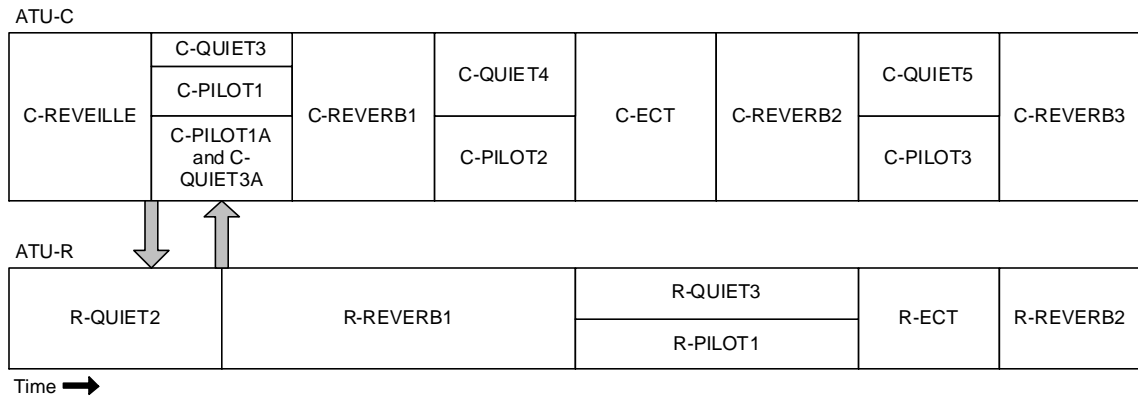 ATU-C
C-REVEILLE
C-QUIET3
C-PILOT1
C-PILOT1A
and C-
QUIET3A
C-REVERB1
C-QUIET4
C-PILOT2
C-ECT
C-REVERB2
C-QUIET5
C-PILOT3
C-REVERB3
ATU-R
R-QUIET2
R-REVERB1
R-QUIET3
R-PILOT1
R-ECT
R-REVERB2
Time